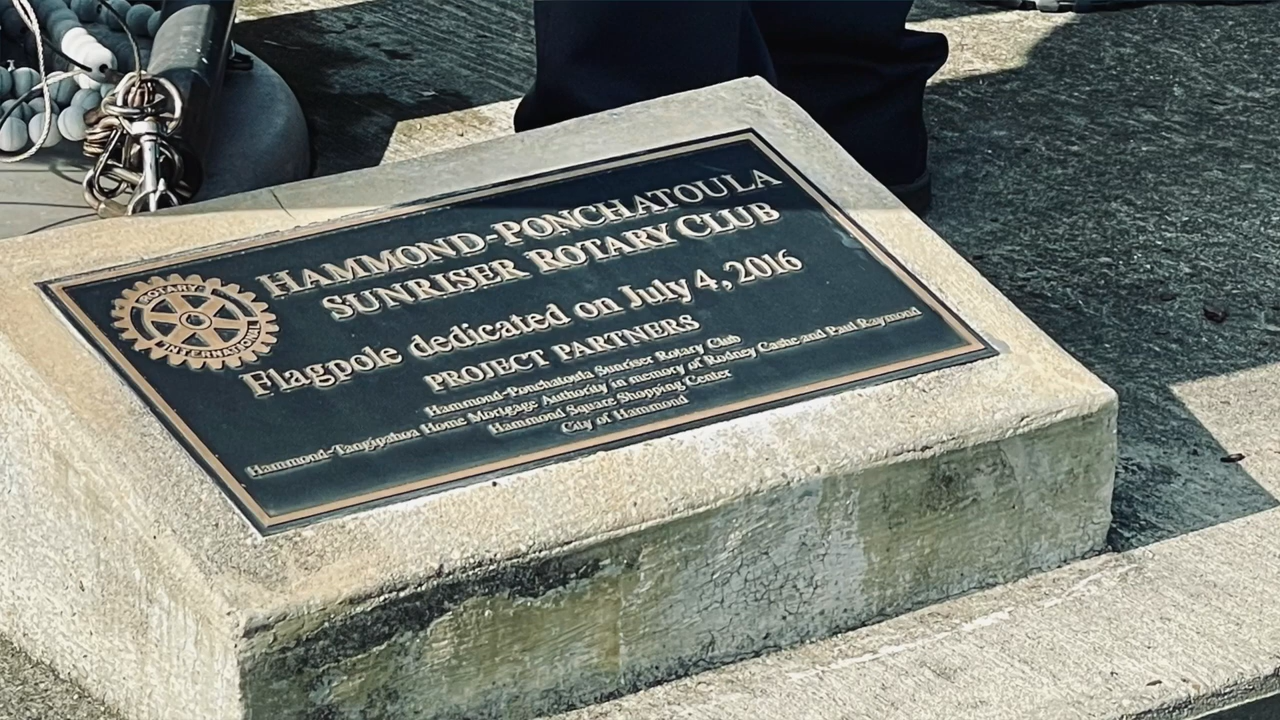 HAMMOND-PONCHATOULA
SUNRISER ROTARY CLUB
ROTARY
INTERNATIONAL
Flagpole dedicated on July 4, 2016
PROJECT PARTNERS
Hammond-Ponchatoula Sunriser Rotary Club
Hammond-Tangipahoa Home Mortgage Authority in memory of Rodney Cashe and Paul Raymond
Hammond Square Shopping Center
City of Hammond